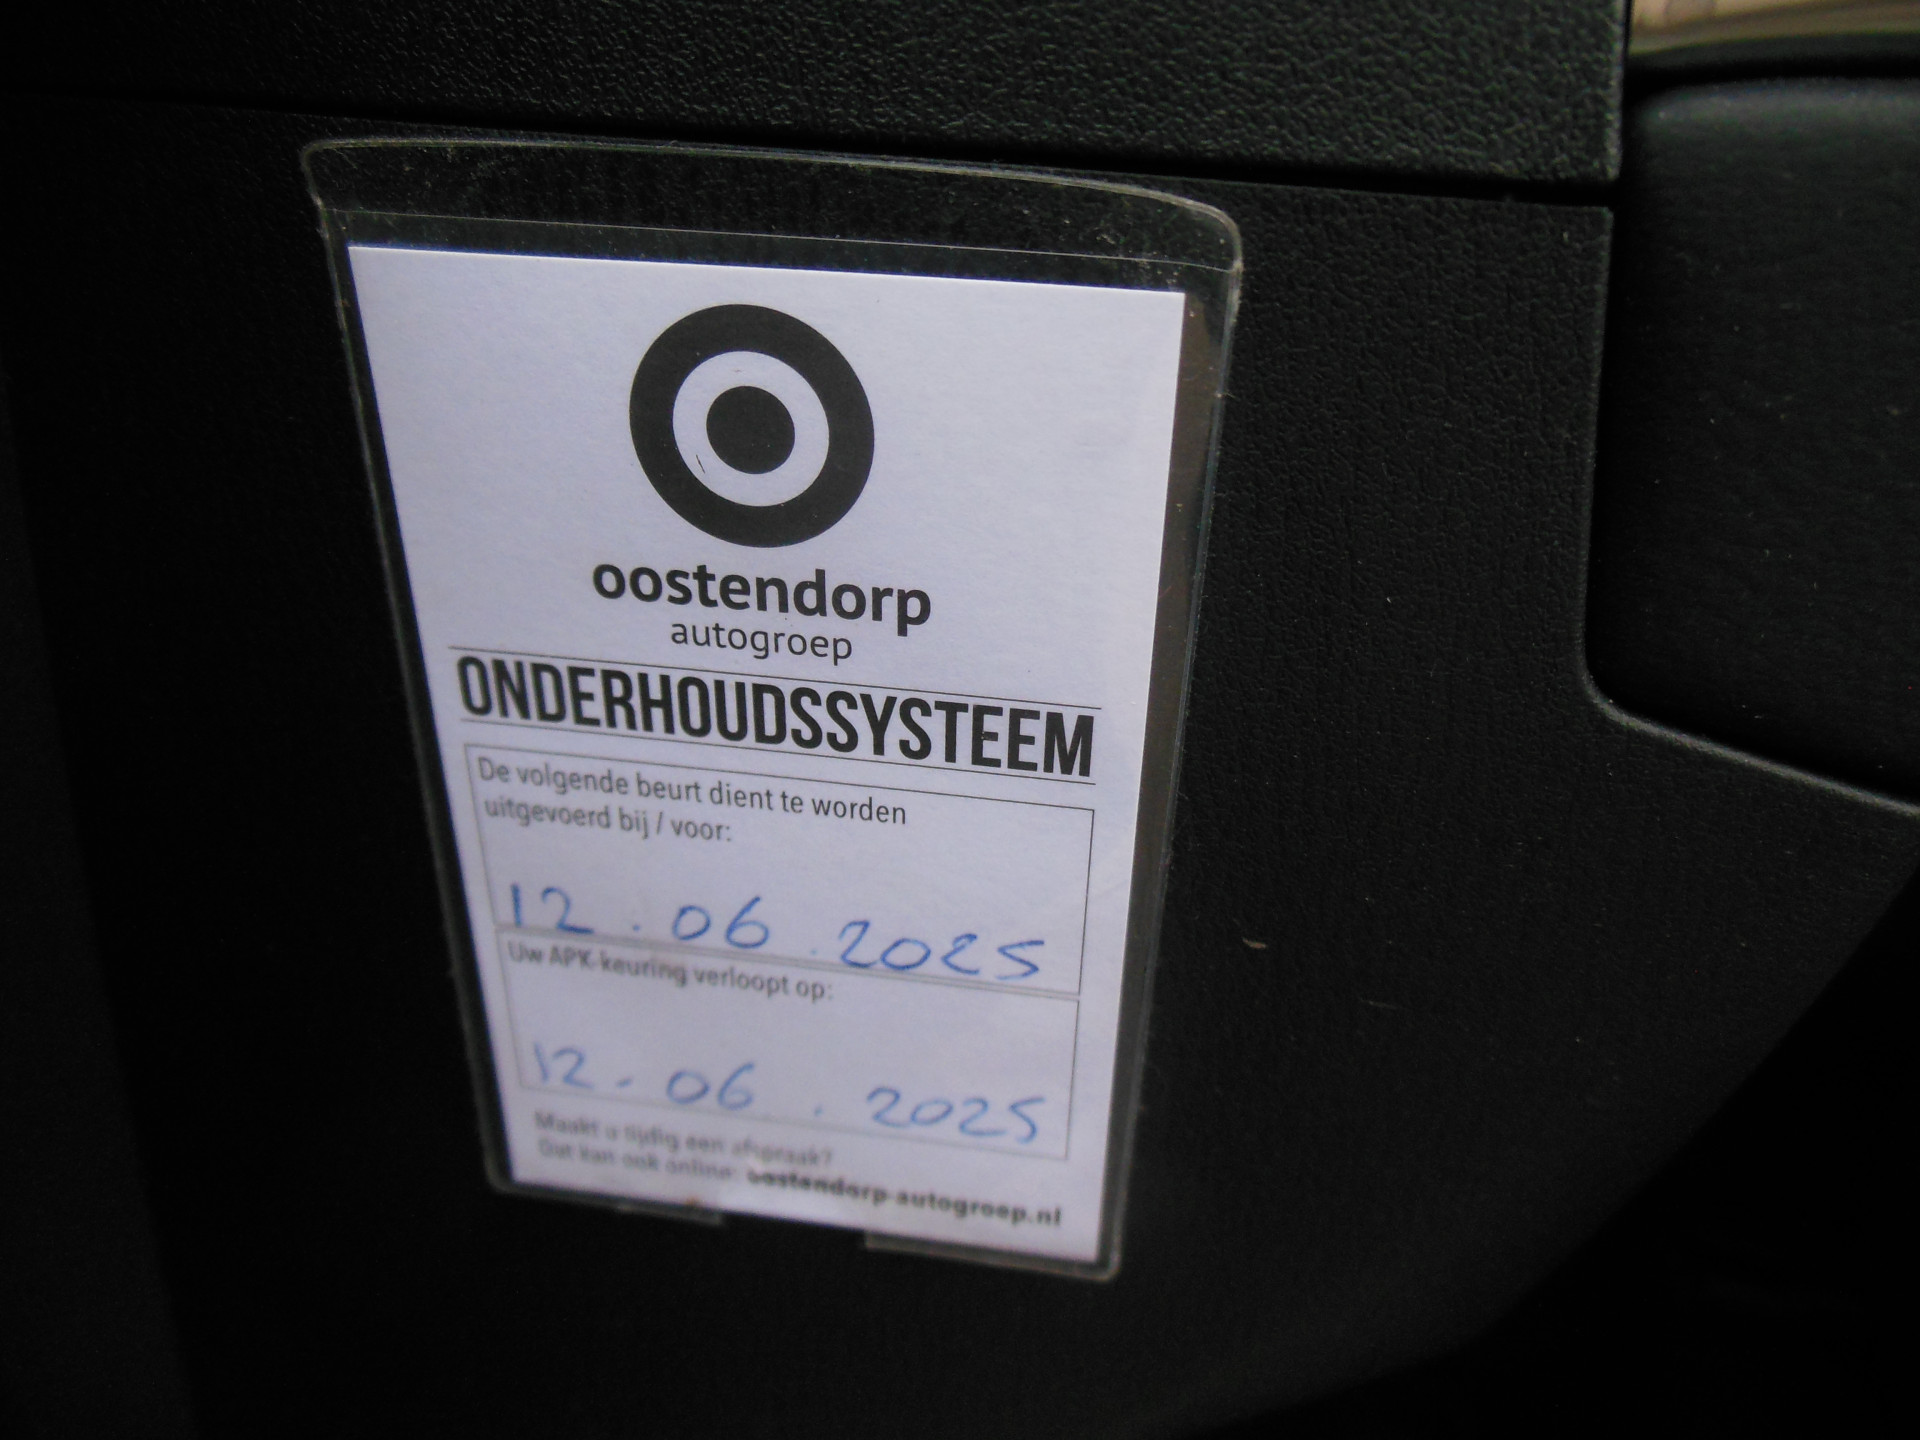 oostendorp
autogroep
ONDERHOUDSSYSTEEM
De volgende beurt dient te worden
uitgevoerd bij / voor:
12.06.2025
Uw APK-keuring verloopt op:
12.06.2025
Maakt u tijdig een afspraak?
Dat kan ook online: oostendorp-autogroep.nl